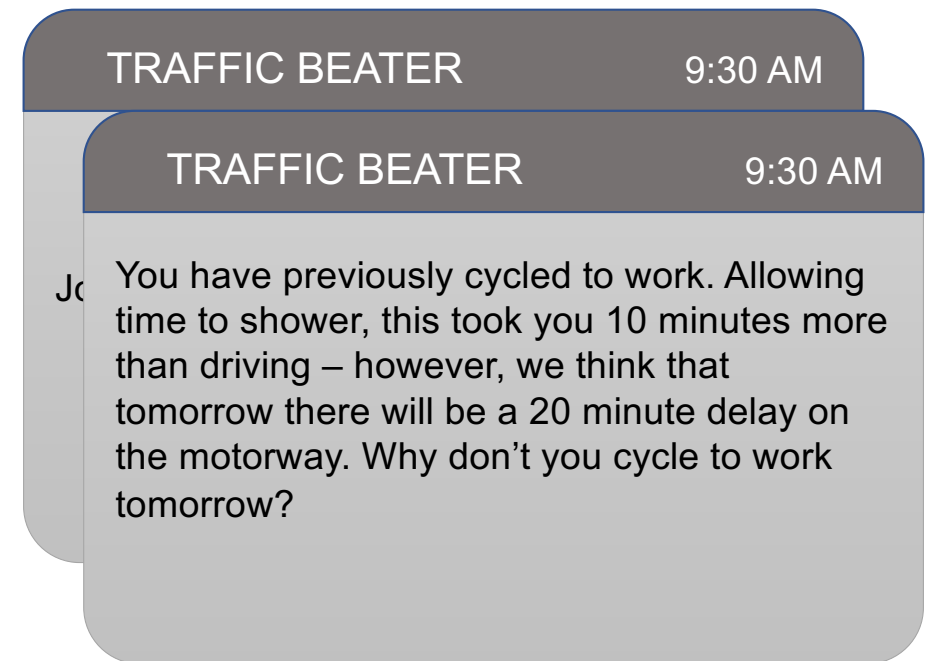 TRAFFIC BEATER 9:30 AM
TRAFFIC BEATER 9:30 AM
You have previously cycled to work. Allowing
time to shower, this took you 10 minutes more
than driving – however, we think that
tomorrow there will be a 20 minute delay on
the motorway. Why don’t you cycle to work
tomorrow?